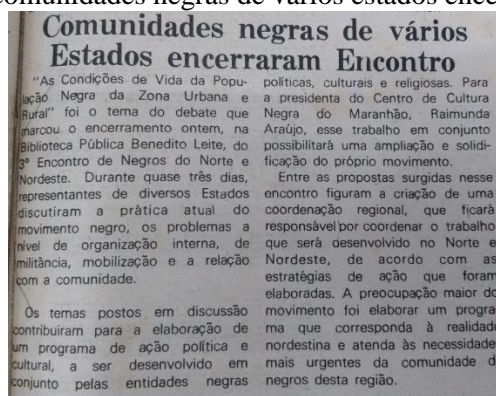 comunidades negras de vários estados
Comunidades negras de vários
Estados encerraram Encontro
"As Condições de Vida da Popu-
lação Negra da Zona Urbana e
Rural" foi o tema do debate que
marcou o encerramento ontem, na
Biblioteca Pública Benedito Leite, do
3º Encontro de Negros do Norte e
Nordeste. Durante quase três dias,
representantes de diversos Estados
discutiram a prática atual do
movimento negro, os problemas a
nível de organização interna, de
militância, mobilização e a relação
com a comunidade.
Os temas postos em discussão
contribuiram para a elaboração de
um programa de ação política e
cultural, a ser desenvolvido em
conjunto pelas entidades negras
políticas, culturais e religiosas. Para
a presidenta do Centro de Cultura
Negra do Maranhão, Raimunda
Araújo, esse trabalho em conjunto
possibilitará uma ampliação e solidi-
ficação do próprio movimento.
Entre as propostas surgidas nesse
encontro figuram a criação de uma
coordenação regional, que ficará
responsável por coordenar o trabalho
que será desenvolvido no Norte e
Nordeste, de acordo com as
estratégias de ação que foram
elaboradas. A preocupação maior do
movimento foi elaborar um progra-
ma que corresponda à realidade
nordestina e atenda às necessidade
mais urgentes da comunidade d
negros desta região.